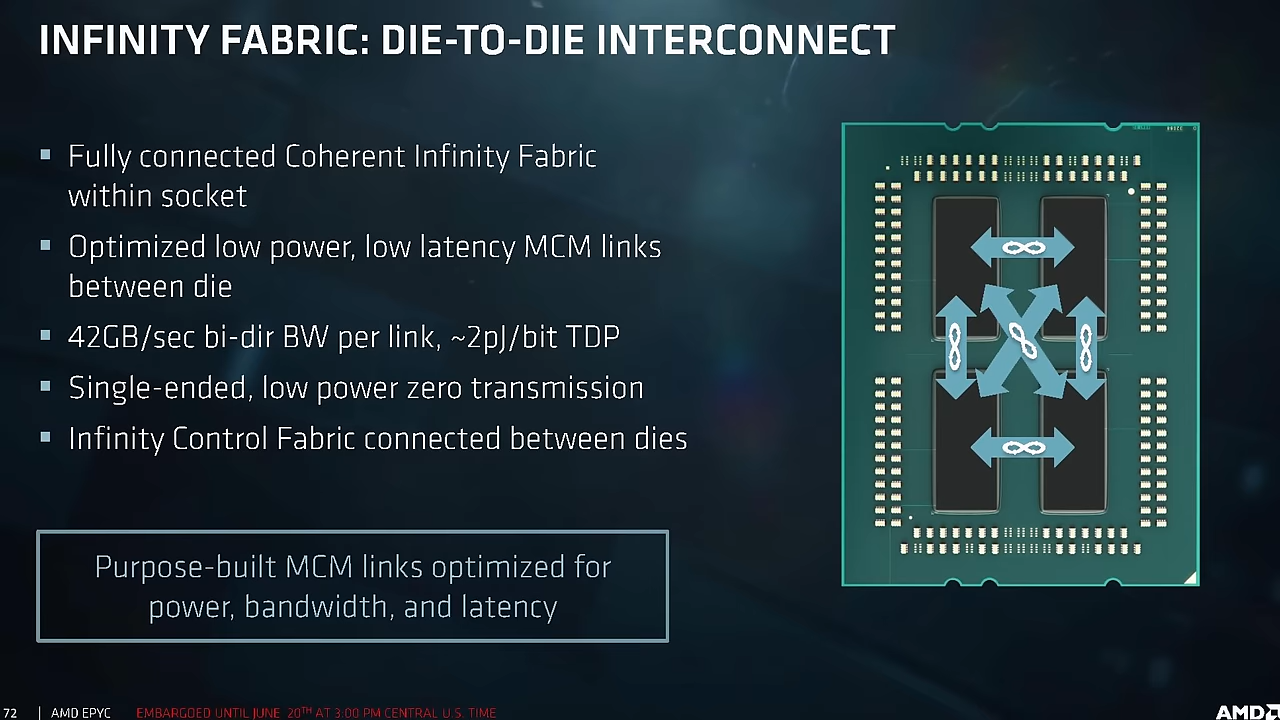 INFINITY FABRIC: DIE-TO-DIE INTERCONNECT
Fully connected Coherent Infinity Fabric
within socket
Optimized low power, low latency MCM links
between die
42GB/sec bi-dir BW per link, ~2pJ/bit TDP
Single-ended, low power zero transmission
Infinity Control Fabric connected between dies
Purpose-built MCM links optimized for
power, bandwidth, and latency
72 | AMD EPYC EMBARGOED UNTIL JUNE 20TH AT 3:00 PM CENTRAL U.S. TIME
AMD